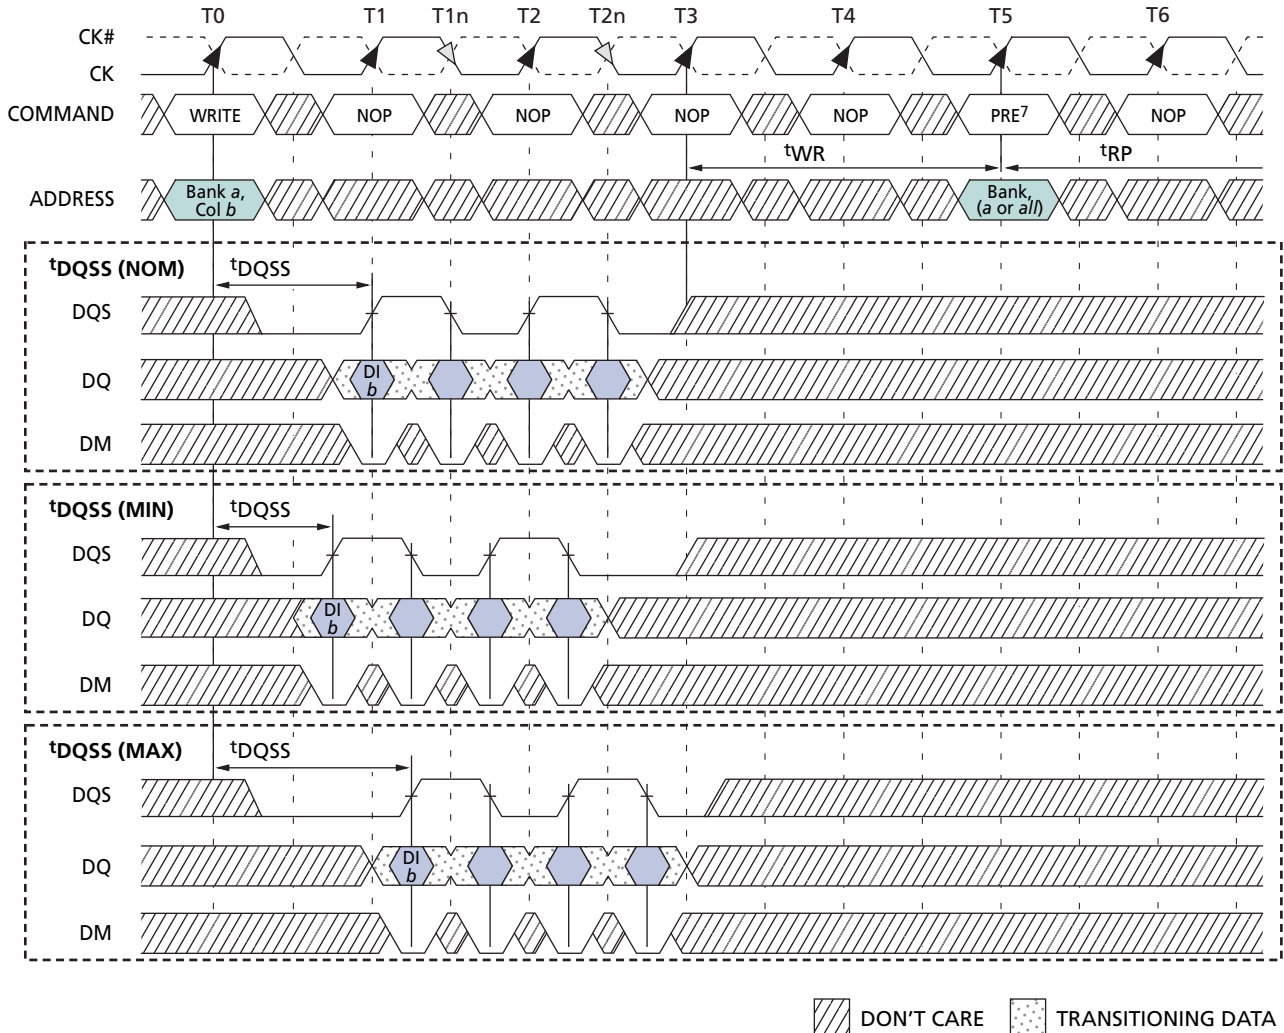 T0 T1 T1n T2 T2n T3 T4 T5 T6
CK#
CK
COMMAND WRITE NOP NOP NOP NOP PRE7 NOP
tWR tRP
ADDRESS Bank a, Col b Bank, (a or all)
tDQSS (NOM) tDQSS
DQS
DQ DI b
DM
tDQSS (MIN) tDQSS
DQS
DQ DI b
DM
tDQSS (MAX) tDQSS
DQS
DQ DI b
DM
DON'T CARE TRANSITIONING DATA